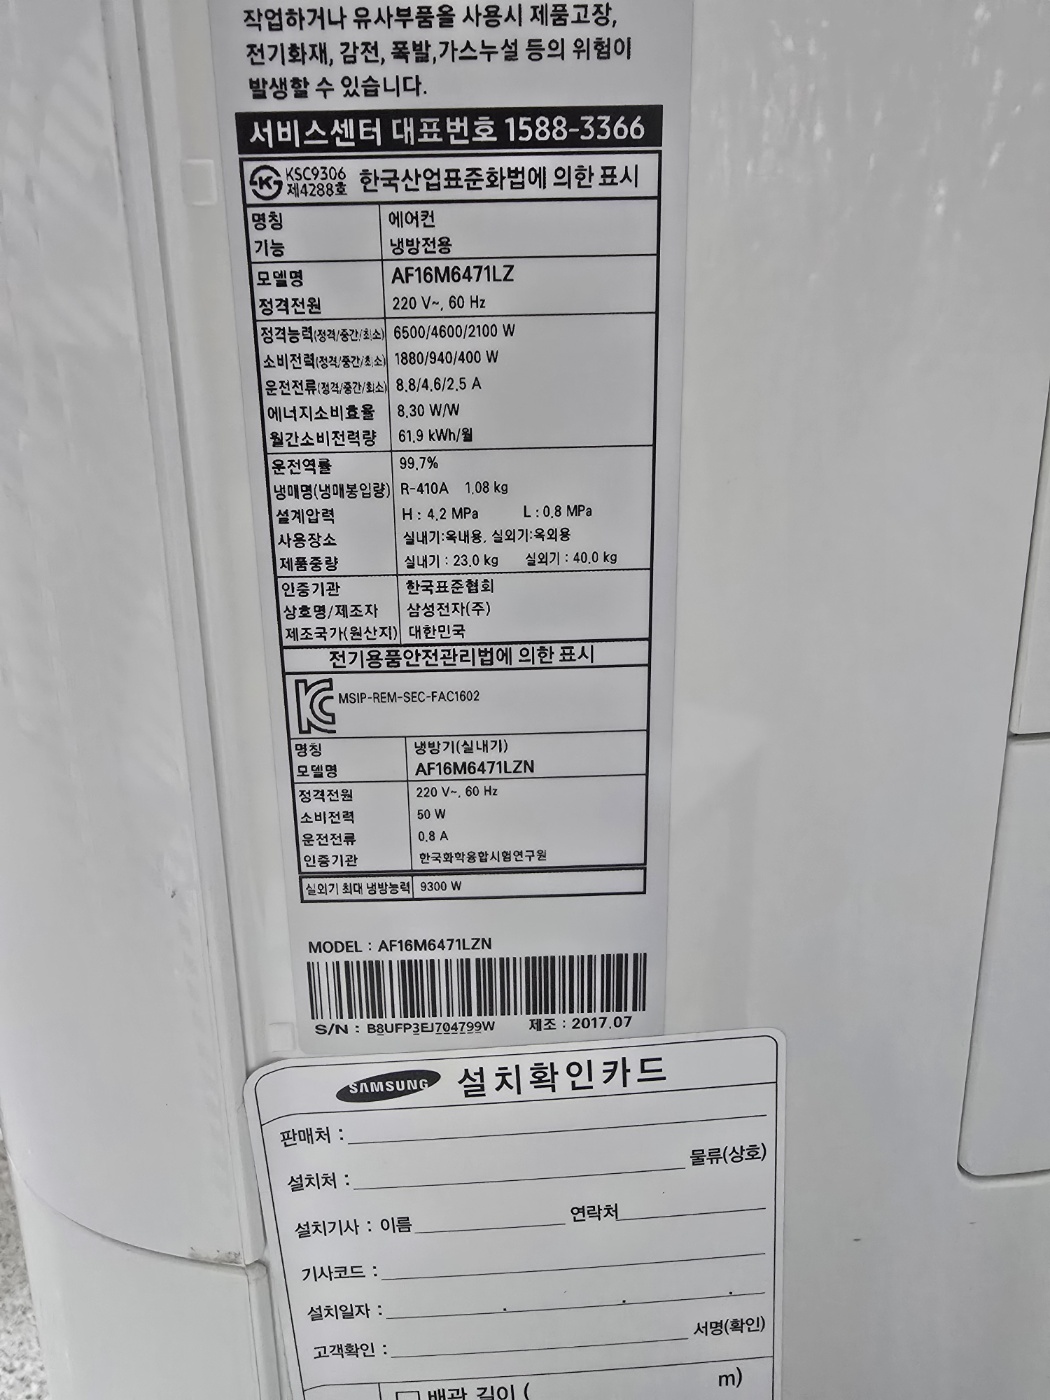 작업하거나 유사부품을 사용시 제품고장,
전기화재, 감전, 폭발,가스누설 등의 위험이
발생할 수 있습니다.
서비스센터 대표번호 1588-3366
KSC9306
제4288호 한국산업표준화법에 의한 표시
명칭 에어컨
기능 냉방전용
모델명 AF16M6471LZ
정격전원 220 V~, 60 Hz
정격능력(정격/중간/최소) 6500/4600/2100 W
소비전력(정격/중간/최소) 1880/940/400 W
운전전류(정격/중간/최소) 8.8/4.6/2.5 A
에너지소비효율 8.30 W/W
월간소비전력량 61.9 kWh/월
운전역률 99.7%
냉매명(냉매봉입량) R-410A 1.08 kg
설계압력 H : 4.2 MPa L : 0.8 MPa
사용장소 실내기:옥내용, 실외기:옥외용
제품중량 실내기 : 23.0 kg 실외기 : 40.0 kg
인증기관 한국표준협회
상호명/제조자 삼성전자(주)
제조국가(원산지) 대한민국
전기용품안전관리법에 의한 표시
MSIP-REM-SEC-FAC1602
명칭 냉방기(실내기)
모델명 AF16M6471LZN
정격전원 220 V~, 60 Hz
소비전력 50 W
운전전류 0.8 A
인증기관 한국화학융합시험연구원
실외기 최대 냉방능력 9300 W
MODEL : AF16M6471LZN
S/N : B8UFP3EJ704799W 제조 : 2017.07
SAMSUNG 설치확인카드
판매처 :
설치처 : 물류(상호)
설치기사 : 이름 연락처
기사코드 :
설치일자 : . . .
고객확인 : 서명(확인)
□ 배관 길이 ( m)